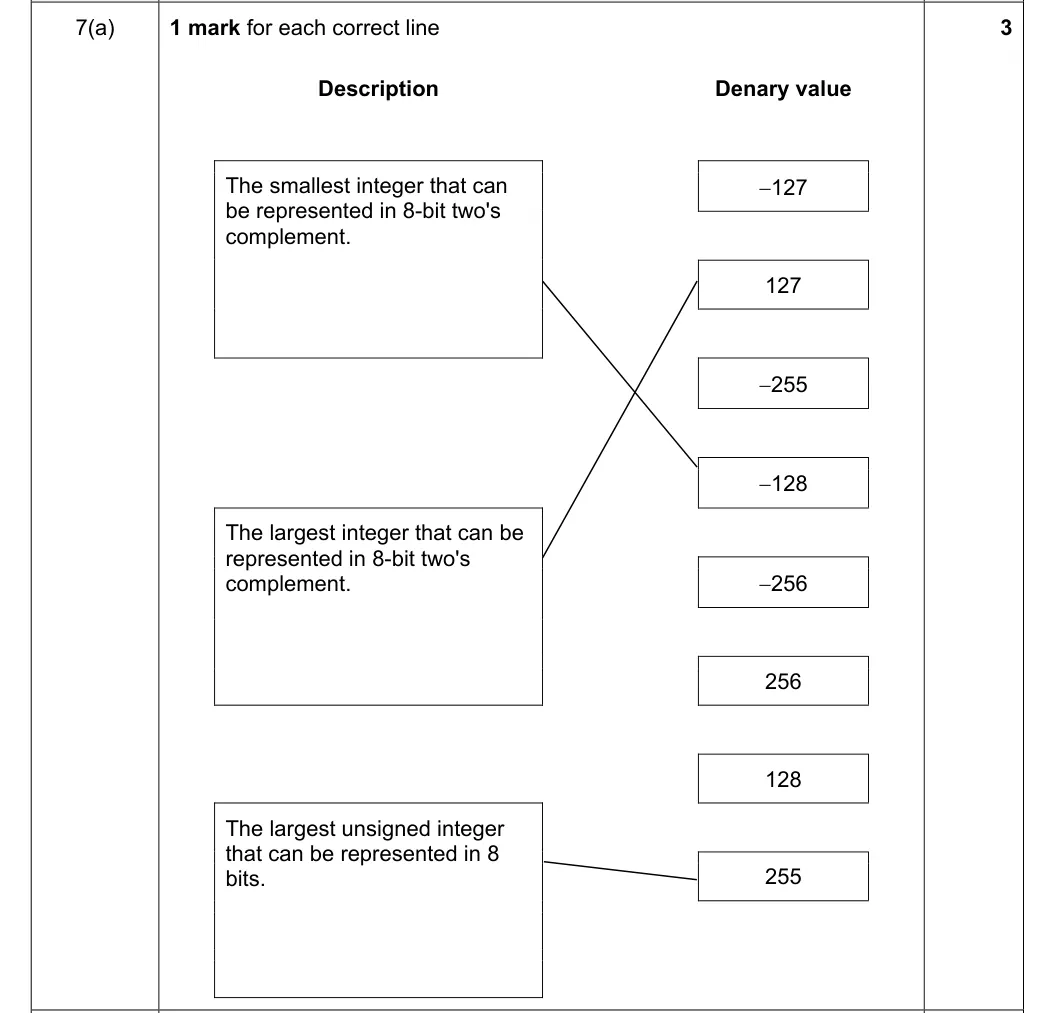 7(a) 1 mark for each correct line 3
Description Denary value
The smallest integer that can
be represented in 8-bit two's
complement.
–127
127
–255
–128
The largest integer that can be
represented in 8-bit two's
complement.
–256
256
128
The largest unsigned integer
that can be represented in 8
bits.
255